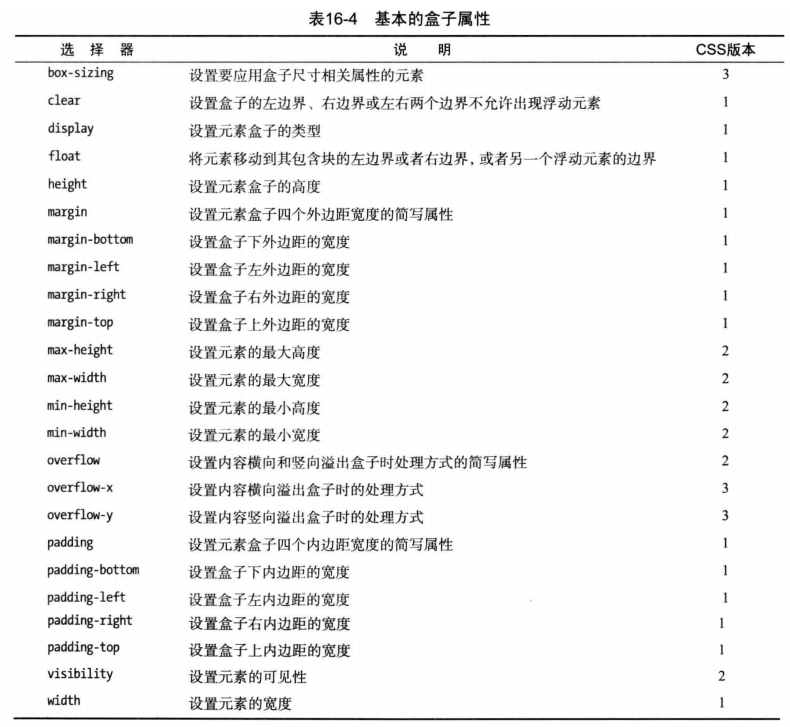 表16-4 基本的盒子属性
选 择 器 说 明 CSS版本
box-sizing 设置要应用盒子尺寸相关属性的元素 3
clear 设置盒子的左边界、右边界或左右两个边界不允许出现浮动元素 1
display 设置元素盒子的类型 1
float 将元素移动到其包含块的左边界或者右边界，或者另一个浮动元素的边界 1
height 设置元素盒子的高度 1
margin 设置元素盒子四个外边距宽度的简写属性 1
margin-bottom 设置盒子下外边距的宽度 1
margin-left 设置盒子左外边距的宽度 1
margin-right 设置盒子右外边距的宽度 1
margin-top 设置盒子上外边距的宽度 1
max-height 设置元素的最大高度 2
max-width 设置元素的最大宽度 2
min-height 设置元素的最小高度 2
min-width 设置元素的最小宽度 2
overflow 设置内容横向和竖向溢出盒子时处理方式的简写属性 2
overflow-x 设置内容横向溢出盒子时的处理方式 3
overflow-y 设置内容竖向溢出盒子时的处理方式 3
padding 设置元素盒子四个内边距宽度的简写属性 1
padding-bottom 设置盒子下内边距的宽度 1
padding-left 设置盒子左内边距的宽度 1
padding-right 设置盒子右内边距的宽度 1
padding-top 设置盒子上内边距的宽度 1
visibility 设置元素的可见性 2
width 设置元素的宽度 1